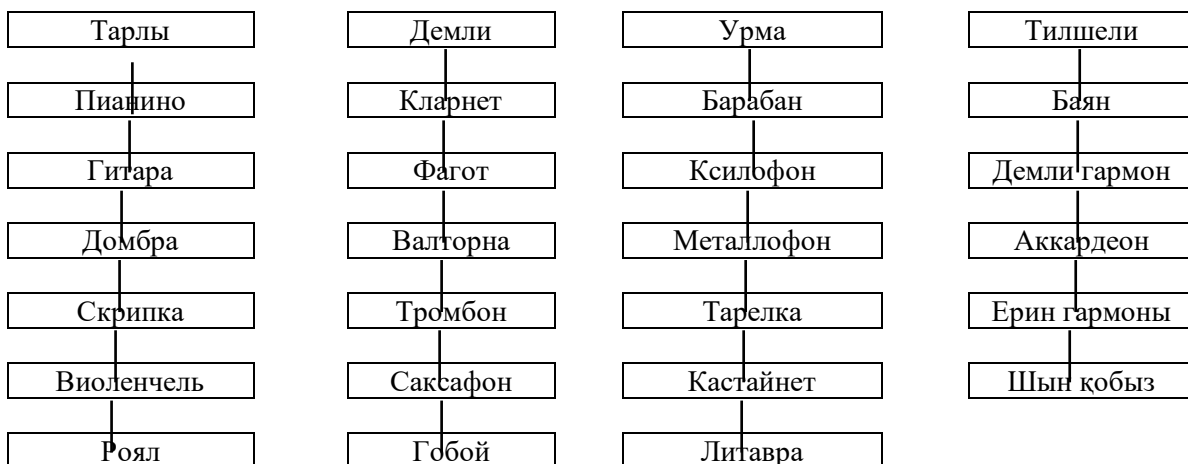 Тарлы Демли Урма Тилшели
Пианино Кларнет Барабан Баян
Гитара Фагот Ксилофон Демли гармон
Домбра Валторна Металлофон Аккардеон
Скрипка Тромбон Тарелка Ерин гармоны
Виоленчель Саксафон Кастайнет Шын қобыз
Роял Гобой Литавра